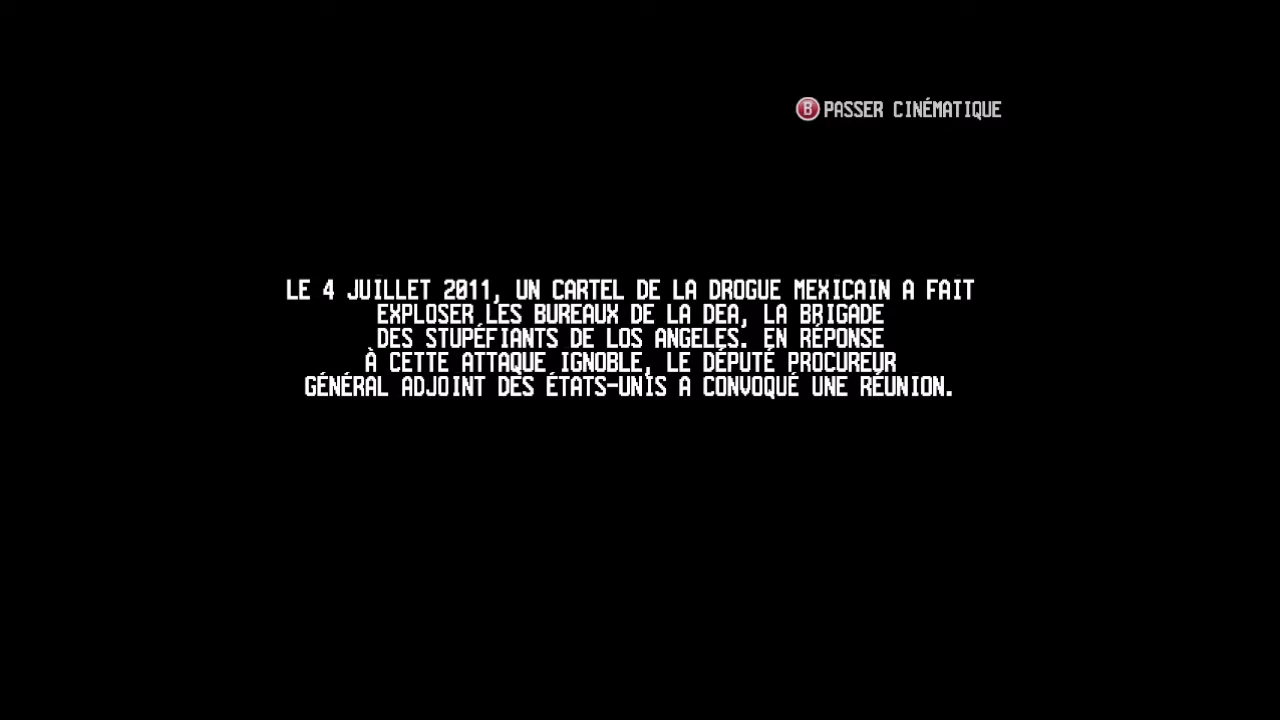 B PASSER CINÉMATIQUE
LE 4 JUILLET 2011, UN CARTEL DE LA DROGUE MEXICAIN A FAIT
EXPLOSER LES BUREAUX DE LA DEA, LA BRIGADE
DES STUPÉFIANTS DE LOS ANGELES. EN RÉPONSE
À CETTE ATTAQUE IGNOBLE, LE DÉPUTÉ PROCUREUR
GÉNÉRAL ADJOINT DES ÉTATS-UNIS A CONVOQUÉ UNE RÉUNION.